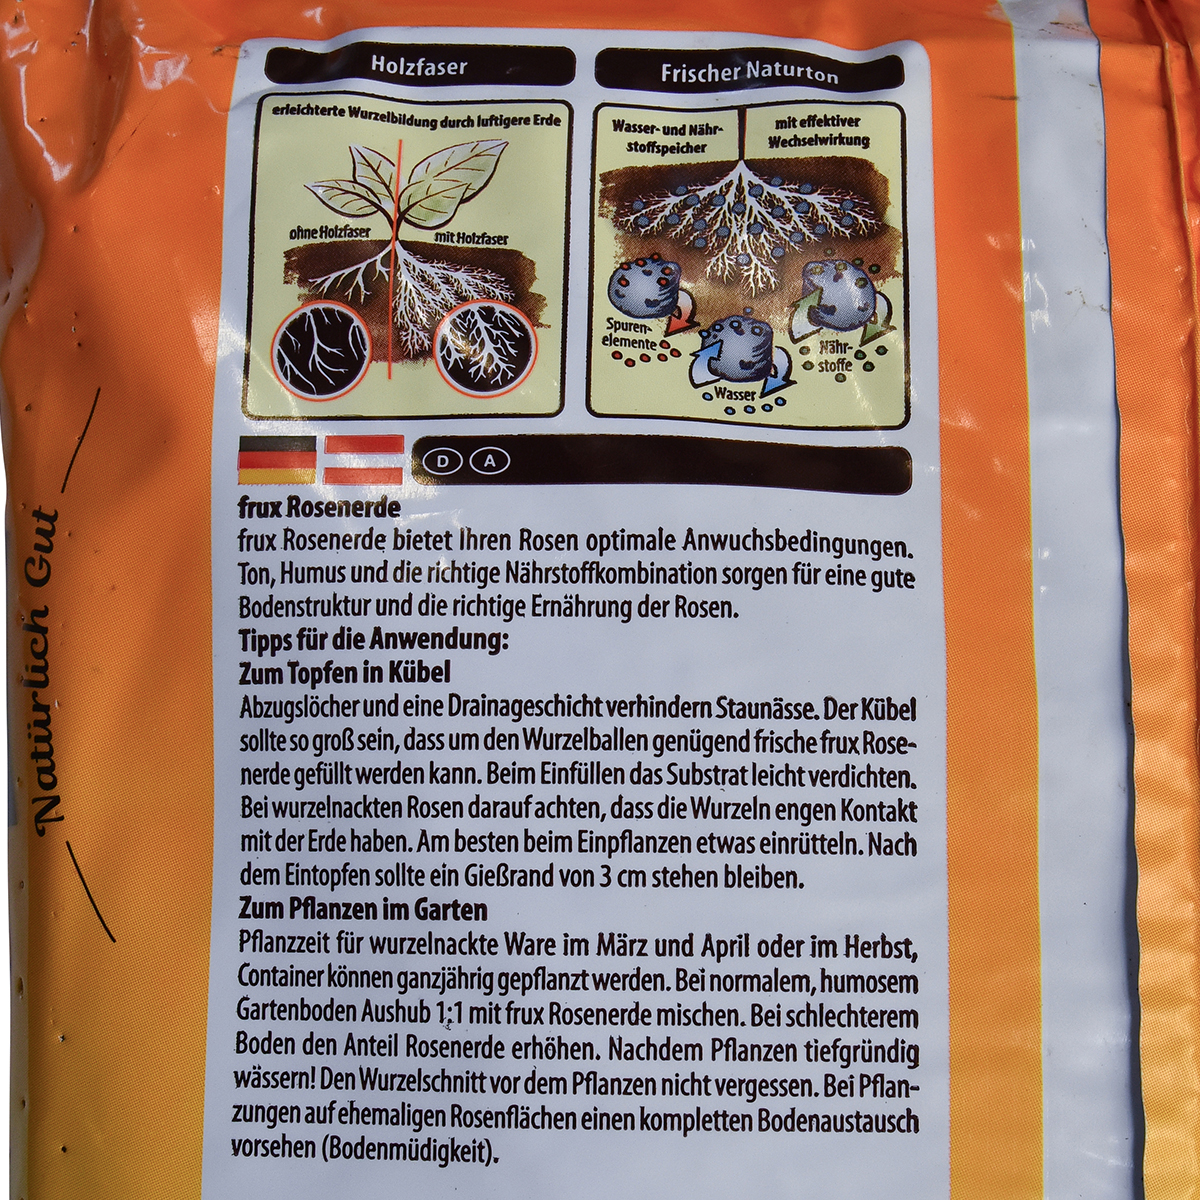 Holzfaser
erleichterte Wurzelbildung durch luftigere Erde
ohne Holzfaser
mit Holzfaser
Frischer Naturton
Wasser- und Nähr-
stoffspeicher
mit effektiver
Wechselwirkung
Spuren-
elemente
Wasser
Nähr-
stoffe
D A
frux Rosenerde
frux Rosenerde bietet Ihren Rosen optimale Anwuchsbedingungen.
Ton, Humus und die richtige Nährstoffkombination sorgen für eine gute
Bodenstruktur und die richtige Ernährung der Rosen.
Tipps für die Anwendung:
Zum Topfen in Kübel
Abzugslöcher und eine Drainageschicht verhindern Staunässe. Der Kübel
sollte so groß sein, dass um den Wurzelballen genügend frische frux Rose-
nerde gefüllt werden kann. Beim Einfüllen das Substrat leicht verdichten.
Bei wurzelnackten Rosen darauf achten, dass die Wurzeln engen Kontakt
mit der Erde haben. Am besten beim Einpflanzen etwas einrütteln. Nach
dem Eintopfen sollte ein Gießrand von 3 cm stehen bleiben.
Zum Pflanzen im Garten
Pflanzzeit für wurzelnackte Ware im März und April oder im Herbst,
Container können ganzjährig gepflanzt werden. Bei normalem, humosem
Gartenboden Aushub 1:1 mit frux Rosenerde mischen. Bei schlechterem
Boden den Anteil Rosenerde erhöhen. Nachdem Pflanzen tiefgründig
wässern! Den Wurzelschnitt vor dem Pflanzen nicht vergessen. Bei Pflan-
zungen auf ehemaligen Rosenflächen einen kompletten Bodenaustausch
vorsehen (Bodenmüdigkeit).
Natürlich Gut